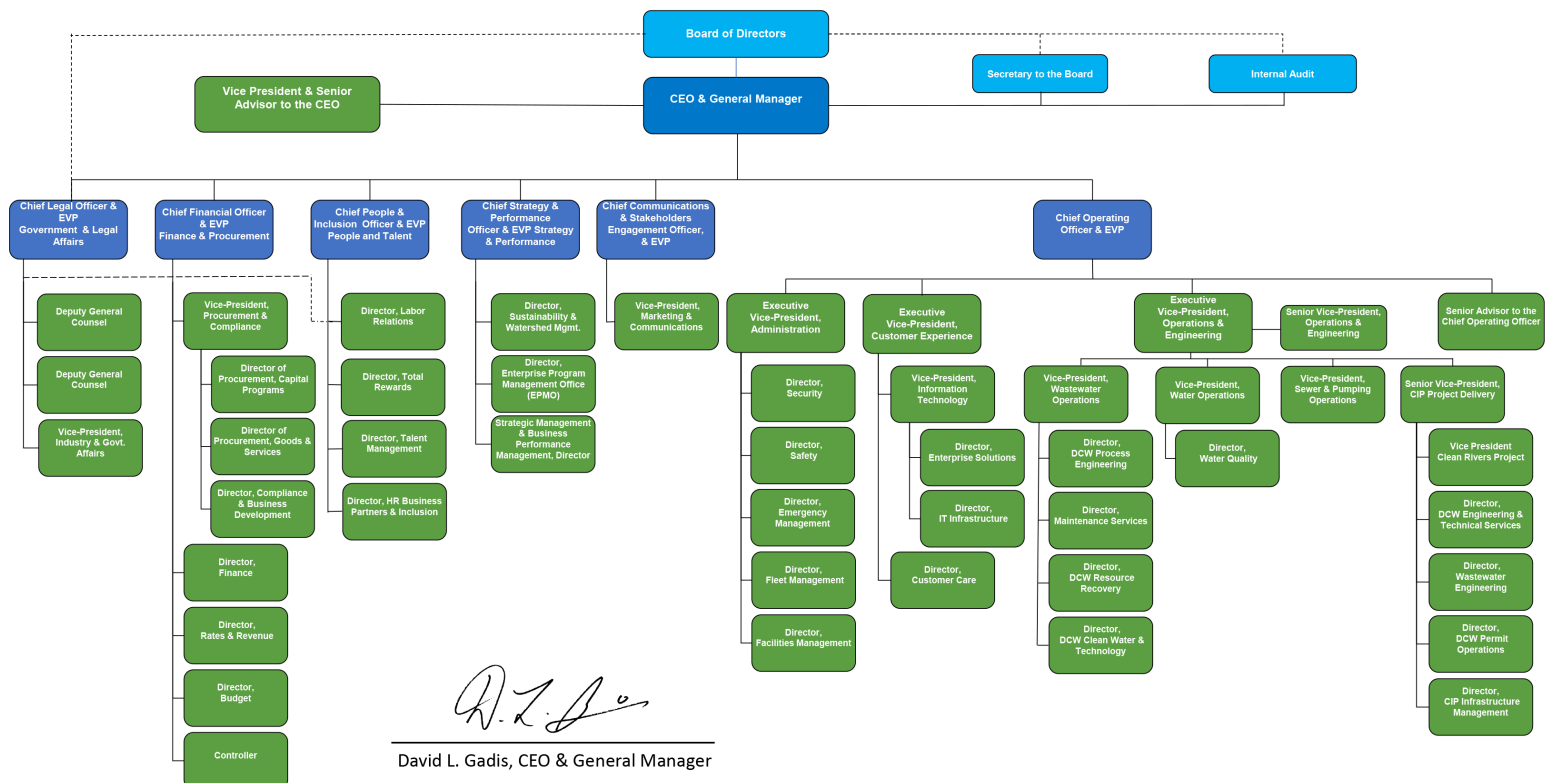 Board of Directors
Secretary to the Board
Internal Audit
Vice President & Senior
Advisor to the CEO
CEO & General Manager
Chief Legal Officer &
EVP
Government & Legal
Affairs
Chief Financial Officer
& EVP
Finance & Procurement
Chief People &
Inclusion Officer & EVP
People and Talent
Chief Strategy &
Performance
Officer & EVP Strategy
& Performance
Chief Communications
& Stakeholders
Engagement Officer,
& EVP
Chief Operating
Officer & EVP
Deputy General
Counsel
Deputy General
Counsel
Vice-President,
Industry & Govt.
Affairs
Vice-President,
Procurement &
Compliance
Director of
Procurement, Capital
Programs
Director of
Procurement, Goods &
Services
Director, Compliance
& Business
Development
Director,
Finance
Director,
Rates & Revenue
Director,
Budget
Controller
Director, Labor
Relations
Director, Total
Rewards
Director, Talent
Management
Director, HR Business
Partners & Inclusion
Director,
Sustainability &
Watershed Mgmt.
Director,
Enterprise Program
Management Office
(EPMO)
Strategic Management
& Business
Performance
Management, Director
Vice-President,
Marketing &
Communications
Executive
Vice-President,
Administration
Director,
Security
Director,
Safety
Director,
Emergency
Management
Director,
Fleet Management
Director,
Facilities Management
Executive
Vice-President,
Customer Experience
Vice-President,
Information
Technology
Director,
Enterprise Solutions
Director,
IT Infrastructure
Director,
Customer Care
Executive
Vice-President,
Operations &
Engineering
Senior Vice-President,
Operations &
Engineering
Senior Advisor to the
Chief Operating Officer
Vice-President,
Wastewater
Operations
Director,
DCW Process
Engineering
Director,
Maintenance Services
Director,
DCW Resource
Recovery
Director,
DCW Clean Water &
Technology
Vice-President,
Water Operations
Director,
Water Quality
Vice-President,
Sewer & Pumping
Operations
Senior Vice-President,
CIP Project Delivery
Vice President
Clean Rivers Project
Director,
DCW Engineering &
Technical Services
Director,
Wastewater
Engineering
Director,
DCW Permit
Operations
Director,
CIP Infrastructure
Management
David L. Gadis, CEO & General Manager